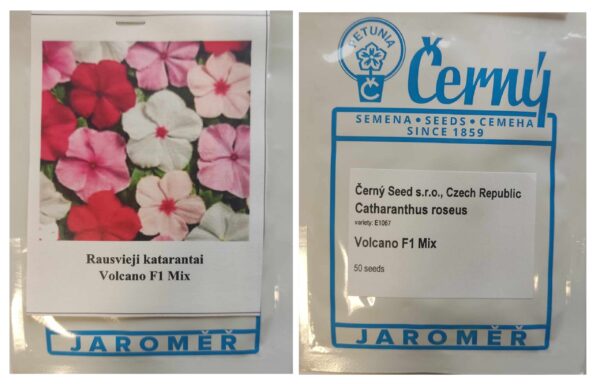 Rausvieji katarantai
Volcano F1 Mix
JAROMĚŘ
PETUNIA
Č
Černý
SEMENA • SEEDS • СЕМЕНА
SINCE 1859
Černý Seed s.r.o., Czech Republic
Catharanthus roseus
variety: E1067
Volcano F1 Mix
50 seeds
JAROMĚŘ